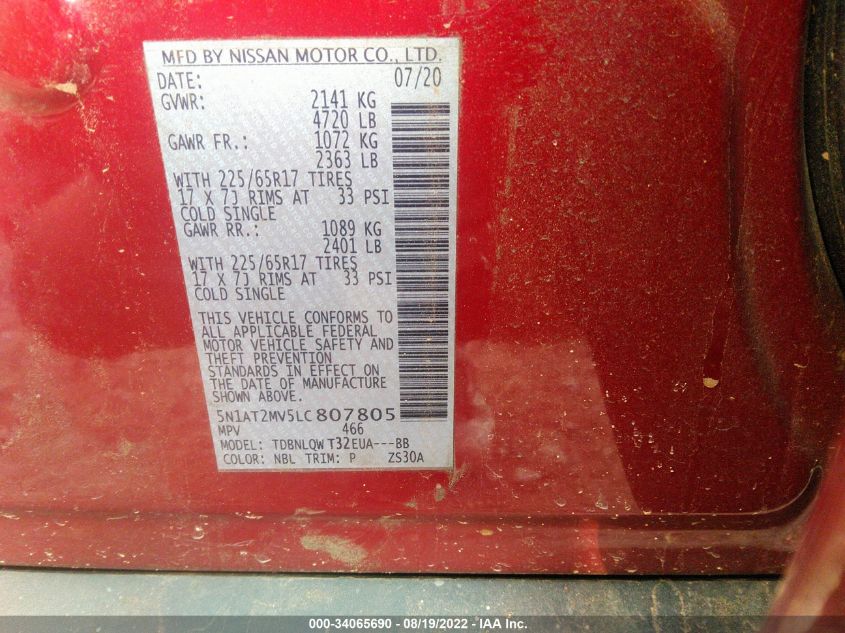 MFD BY NISSAN MOTOR CO., LTD.
DATE: 07/20
GVWR: 2141 KG
4720 LB
GAWR FR.: 1072 KG
2363 LB
WITH 225/65R17 TIRES
17 X 7J RIMS AT 33 PSI
COLD SINGLE
GAWR RR.: 1089 KG
2401 LB
WITH 225/65R17 TIRES
17 X 7J RIMS AT 33 PSI
COLD SINGLE
THIS VEHICLE CONFORMS TO
ALL APPLICABLE FEDERAL
MOTOR VEHICLE SAFETY AND
THEFT PREVENTION
STANDARDS IN EFFECT ON
THE DATE OF MANUFACTURE
SHOWN ABOVE.
5N1AT2MV5LC807805
MPV 466
MODEL: TDBNLQW T32EUA---BB
COLOR: NBL TRIM: P ZS30A
000-34065690 - 08/19/2022 - IAA Inc.